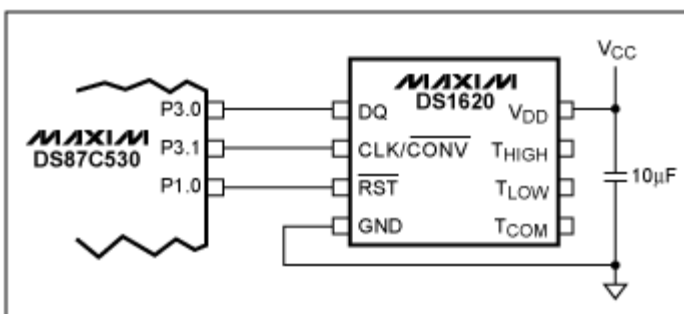 VCC
MAXIM
DS87C530
P3.0
P3.1
P1.0
MAXIM
DS1620
DQ
CLK/CONV
RST
GND
VDD
THIGH
TLOW
TCOM
10µF